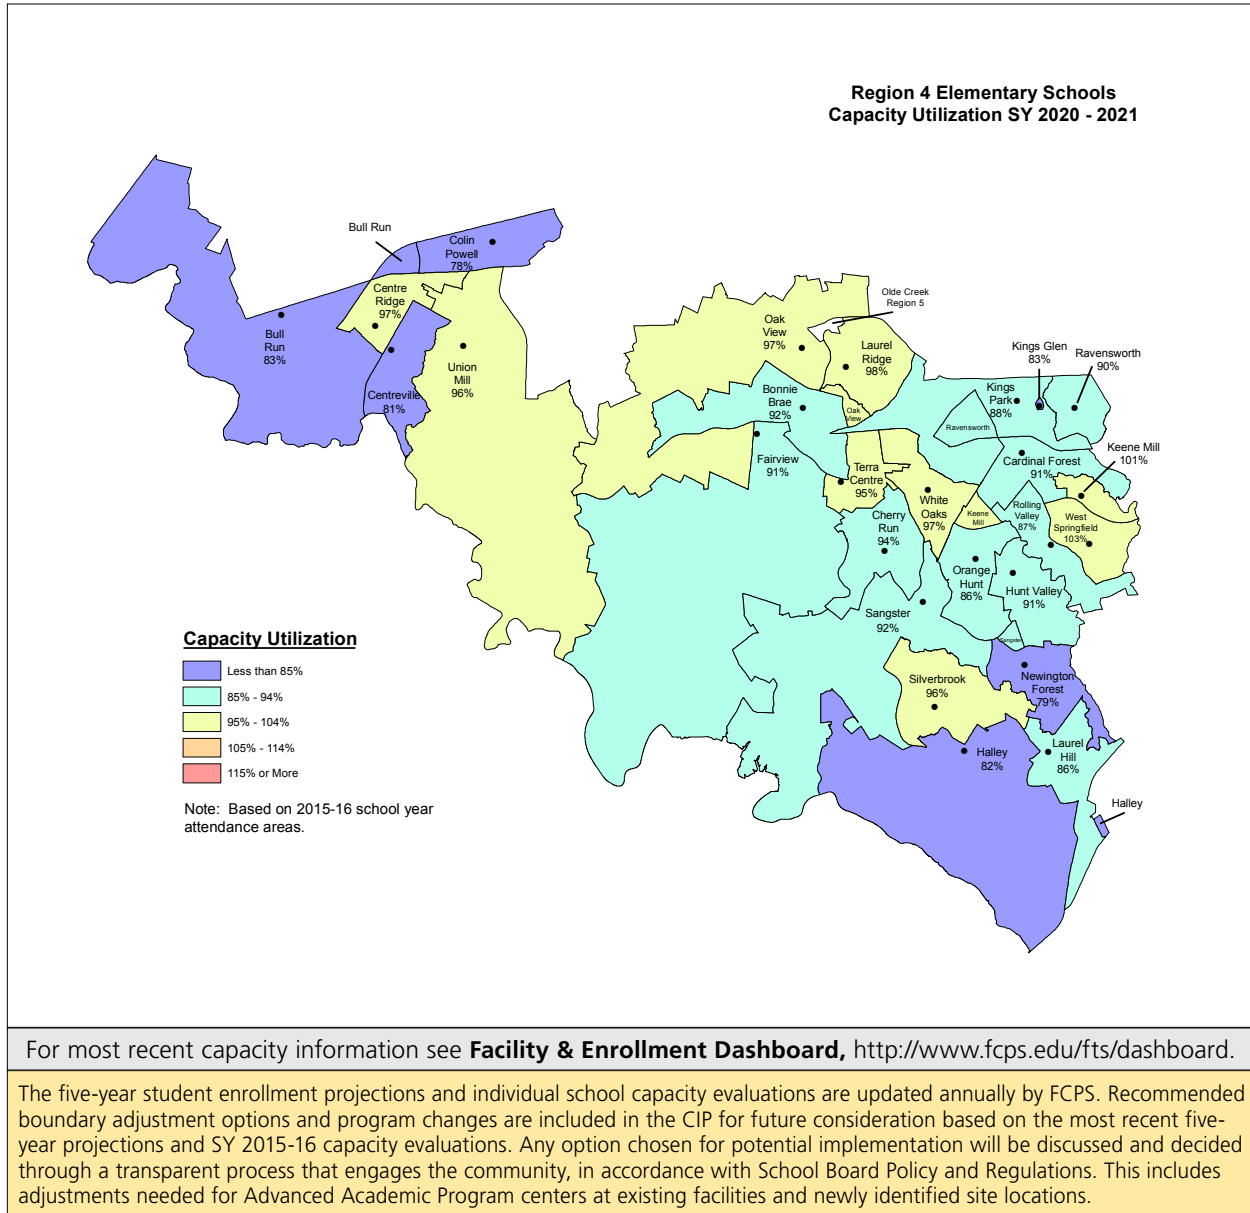 Region 4 Elementary Schools
Capacity Utilization SY 2020 - 2021
Bull Run
Colin
Powell
78%
Centre
Ridge
97%
Bull
Run
83%
Centreville
81%
Union
Mill
96%
Olde Creek
Region 5
Oak
View
97%
Laurel
Ridge
98%
Kings Glen
83%
Ravensworth
90%
Bonnie
Brae
92%
Oak
View
Kings
Park
88%
Ravensworth
Keene Mill
101%
Fairview
91%
Terra
Centre
95%
Cardinal Forest
91%
White
Oaks
97%
Keene
Mill
Rolling
Valley
87%
West
Springfield
103%
Cherry
Run
94%
Orange
Hunt
86%
Hunt Valley
91%
Sangster
92%
Sangster
Silverbrook
96%
Newington
Forest
79%
Halley
82%
Laurel
Hill
86%
Halley
Capacity Utilization
Less than 85%
85% - 94%
95% - 104%
105% - 114%
115% or More
Note:  Based on 2015-16 school year
attendance areas.
For most recent capacity information see Facility & Enrollment Dashboard, http://www.fcps.edu/fts/dashboard.
The five-year student enrollment projections and individual school capacity evaluations are updated annually by FCPS. Recommended
boundary adjustment options and program changes are included in the CIP for future consideration based on the most recent five-
year projections and SY 2015-16 capacity evaluations. Any option chosen for potential implementation will be discussed and decided
through a transparent process that engages the community, in accordance with School Board Policy and Regulations. This includes
adjustments needed for Advanced Academic Program centers at existing facilities and newly identified site locations.